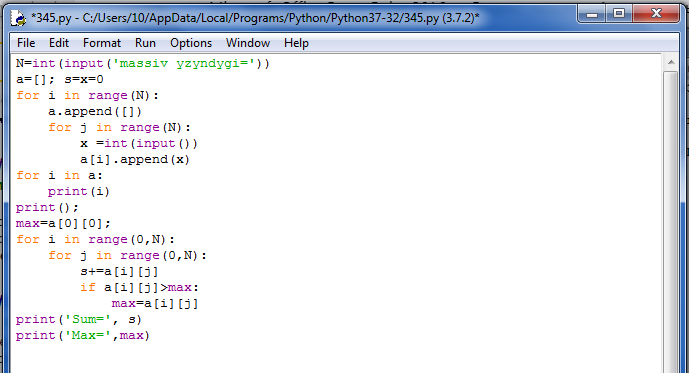 *345.py - C:/Users/10/AppData/Local/Programs/Python/Python37-32/345.py (3.7.2)*
File Edit Format Run Options Window Help
N=int(input('massiv yzyndygi='))
a=[]; s=x=0
for i in range(N):
    a.append([])
    for j in range(N):
        x =int(input())
        a[i].append(x)
for i in a:
    print(i)
print();
max=a[0][0];
for i in range(0,N):
    for j in range(0,N):
        s+=a[i][j]
        if a[i][j]>max:
            max=a[i][j]
print('Sum=', s)
print('Max=',max)